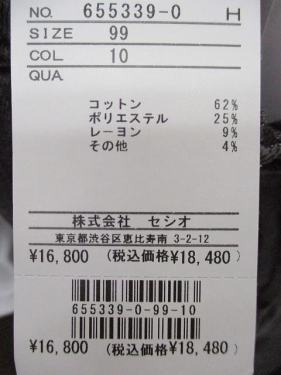 NO. 655339-0 H
SIZE 99
COL. 10
QUA.
コットン 62%
ポリエステル 25%
レーヨン 9%
その他 4%
株式会社 セシオ
東京都渋谷区恵比寿南 3-2-12
¥16,800 (税込価格¥18,480)
655339-0-99-10
¥16,800 (税込価格¥18,480)